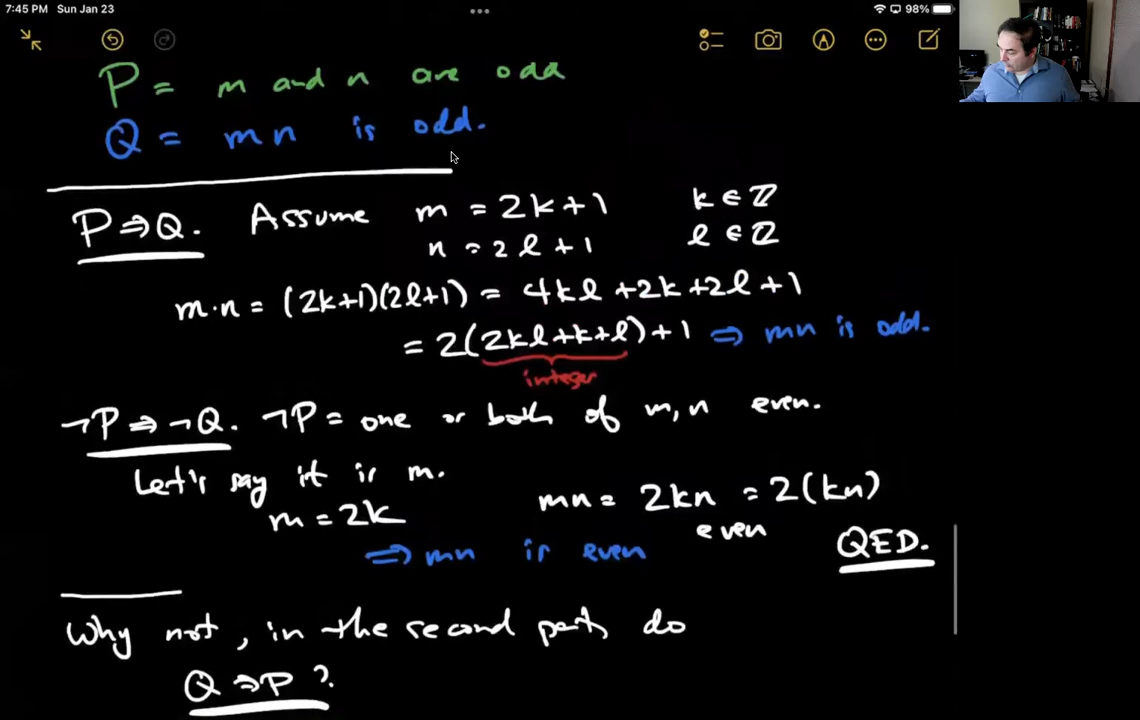 7:45 PM Sun Jan 23
98%
P = m and n are odd
Q = mn is odd.
P⇒Q. Assume m = 2k+1 k ∈ ℤ
n = 2ℓ + 1 ℓ ∈ ℤ
m·n = (2k+1)(2ℓ+1) = 4kℓ +2k +2ℓ +1
= 2(2kℓ+k+ℓ)+1 ⇒ mn is odd.
integer
¬P ⇒ ¬Q. ¬P = one or both of m, n even.
Let's say it is m.
m = 2k mn = 2kn = 2(kn)
even
⇒ mn is even QED.
Why not, in the second part, do
Q ⇒ P ?